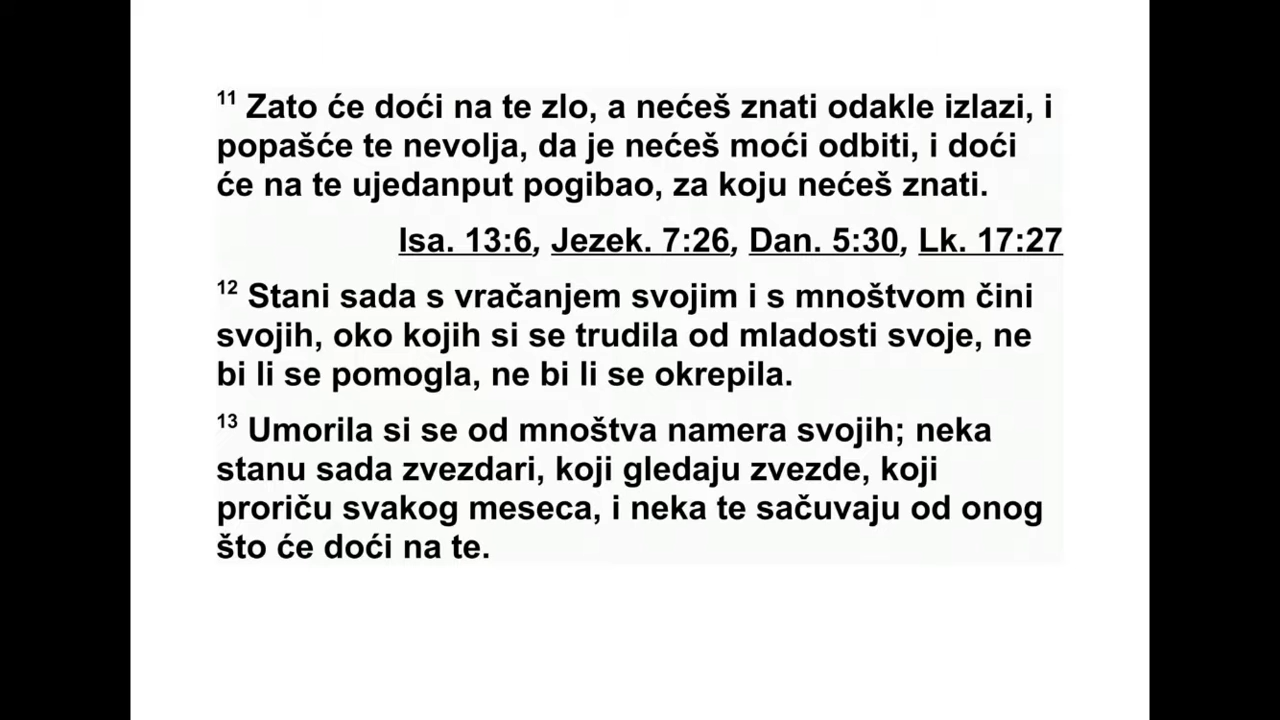 11 Zato će doći na te zlo, a nećeš znati odakle izlazi, i
popašće te nevolja, da je nećeš moći odbiti, i doći
će na te ujedanput pogibao, za koju nećeš znati.
Isa. 13:6, Jezek. 7:26, Dan. 5:30, Lk. 17:27
12 Stani sada s vračanjem svojim i s mnoštvom čini
svojih, oko kojih si se trudila od mladosti svoje, ne
bi li se pomogla, ne bi li se okrepila.
13 Umorila si se od mnoštva namera svojih; neka
stanu sada zvezdari, koji gledaju zvezde, koji
proriču svakog meseca, i neka te sačuvaju od onog
što će doći na te.